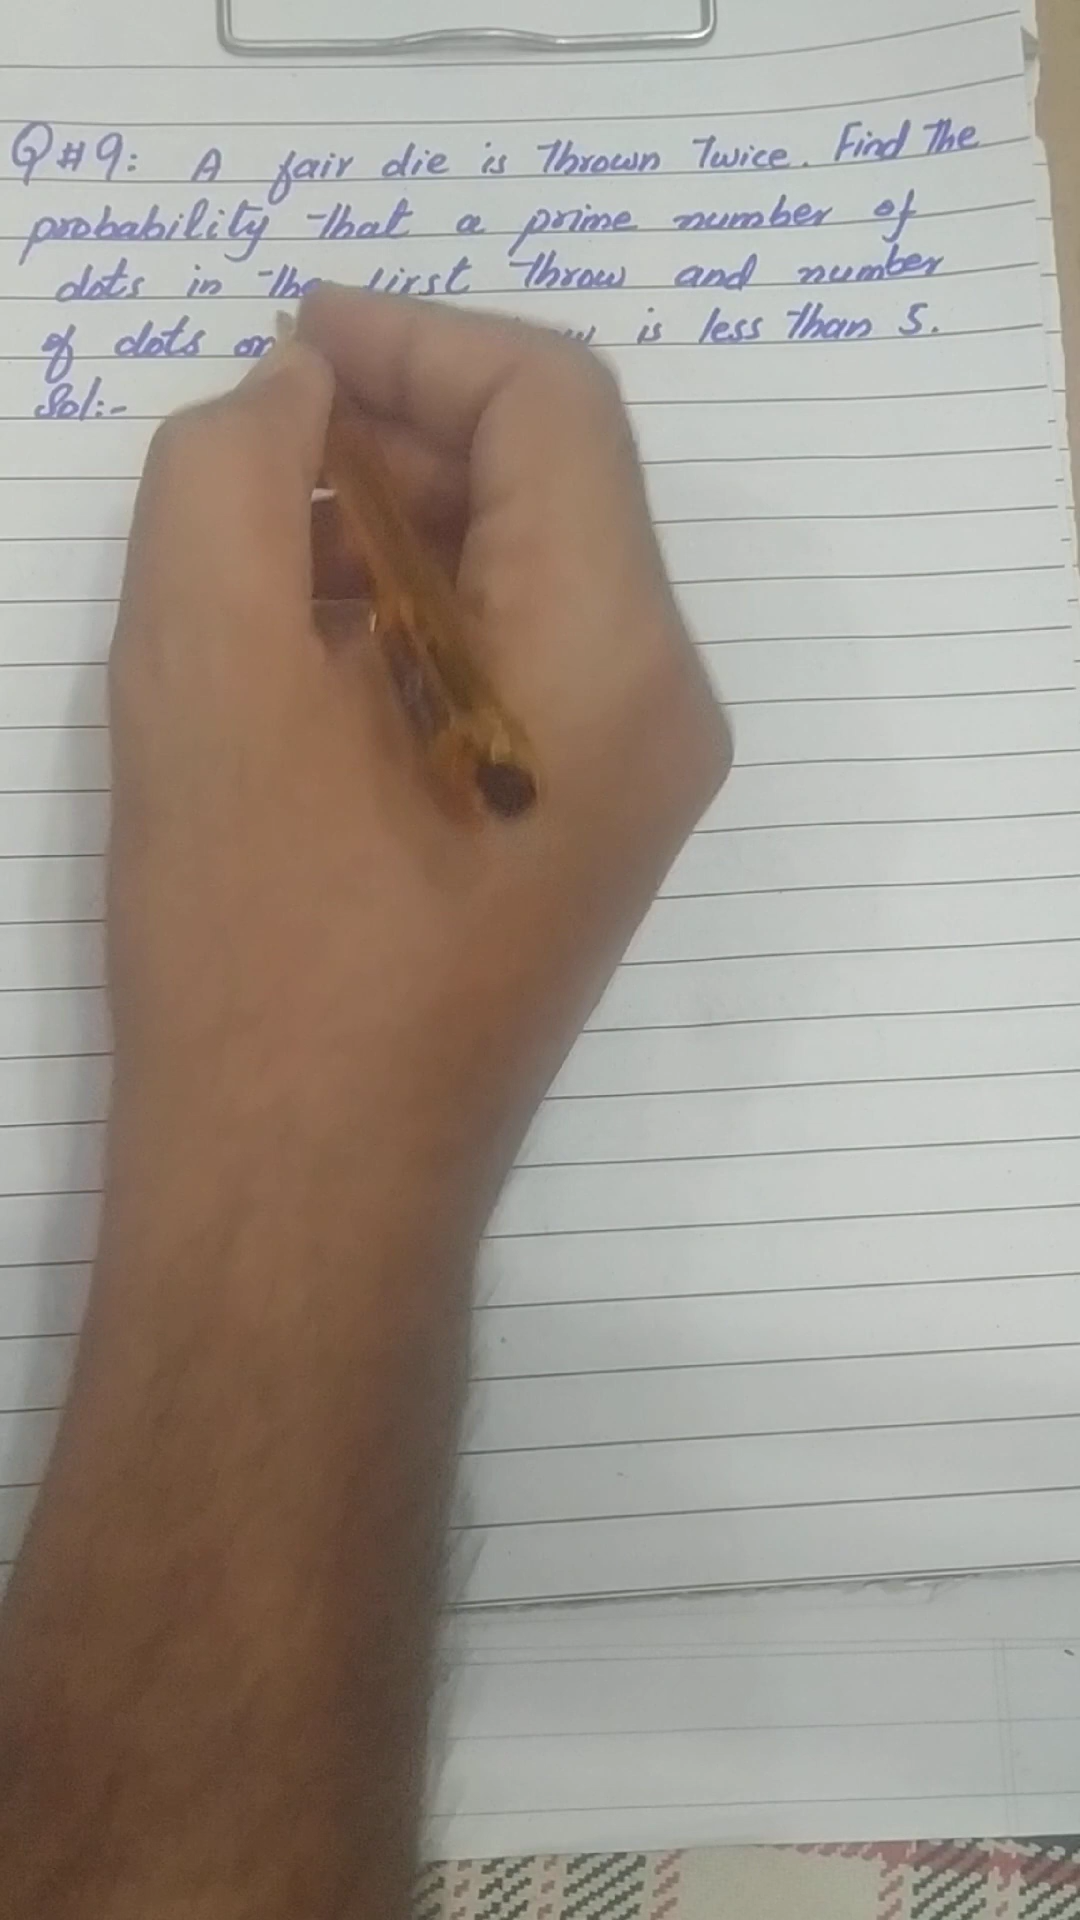 Q#9: A fair die is thrown twice. Find the
probability that a prime number of
dots in the first throw and number
of dots on is less than 5.
Sol:-